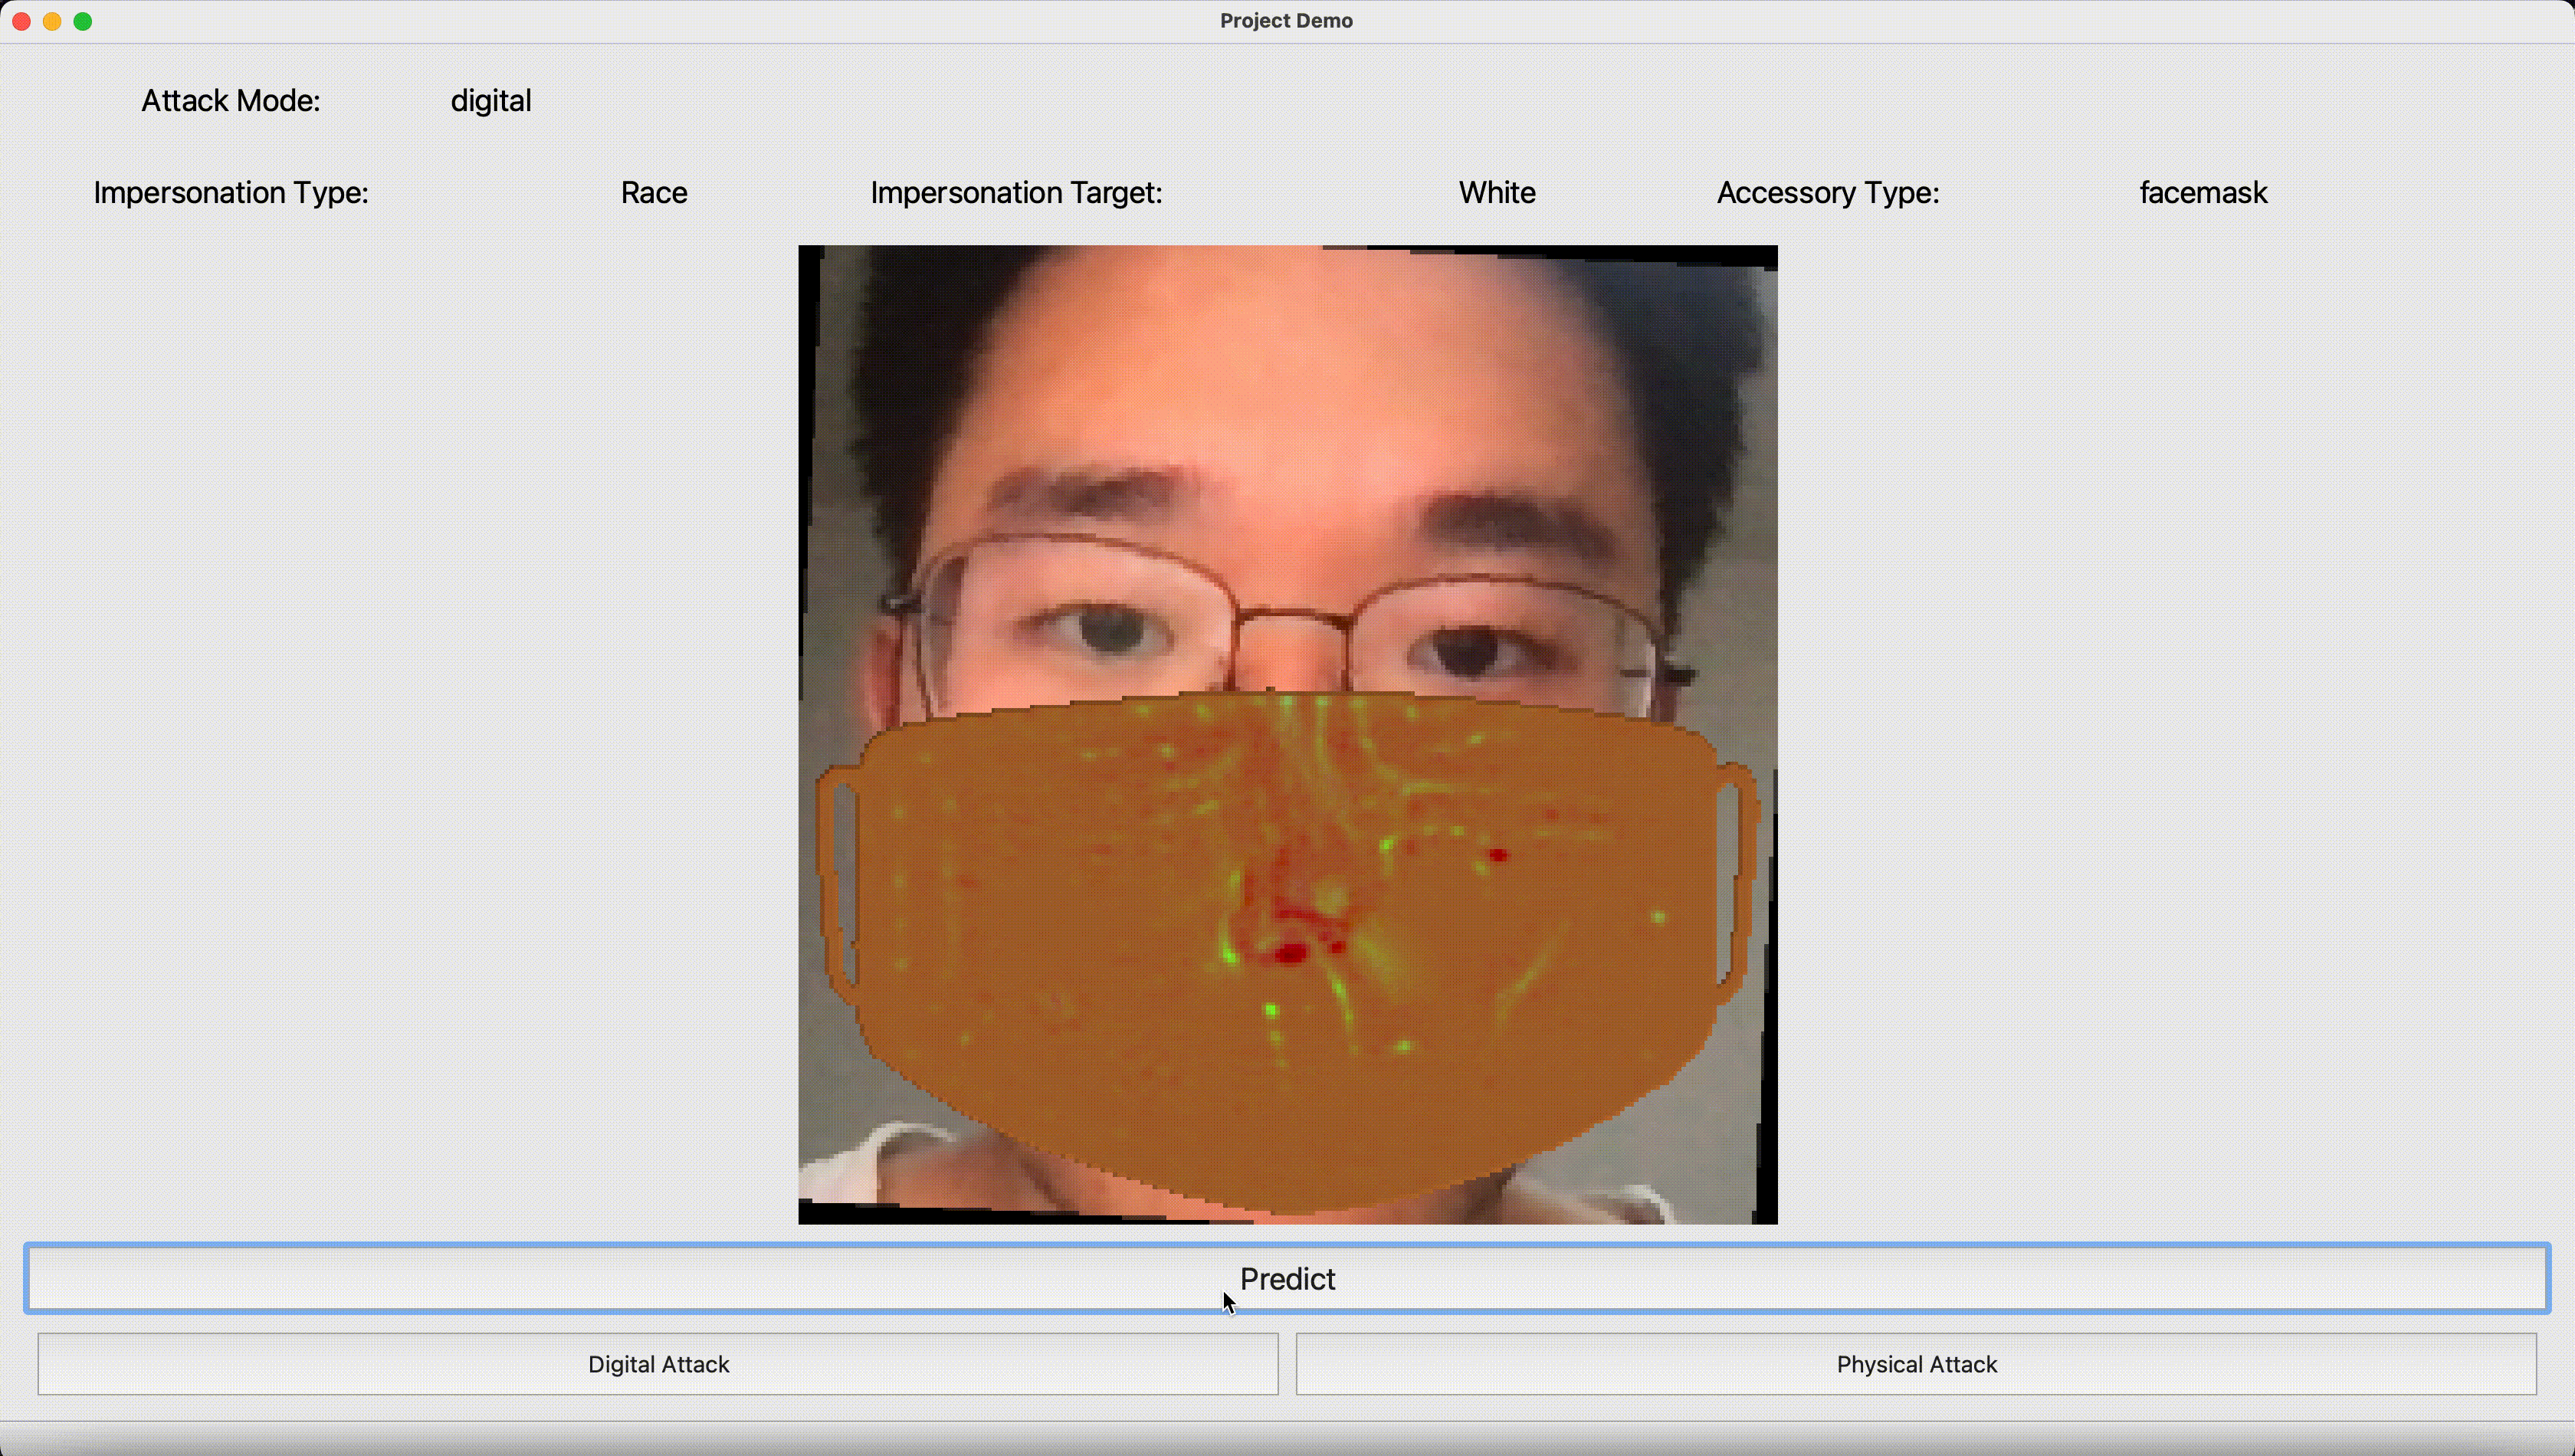 Project Demo
Attack Mode: digital
Impersonation Type: Race Impersonation Target: White Accessory Type: facemask
Predict
Digital Attack Physical Attack